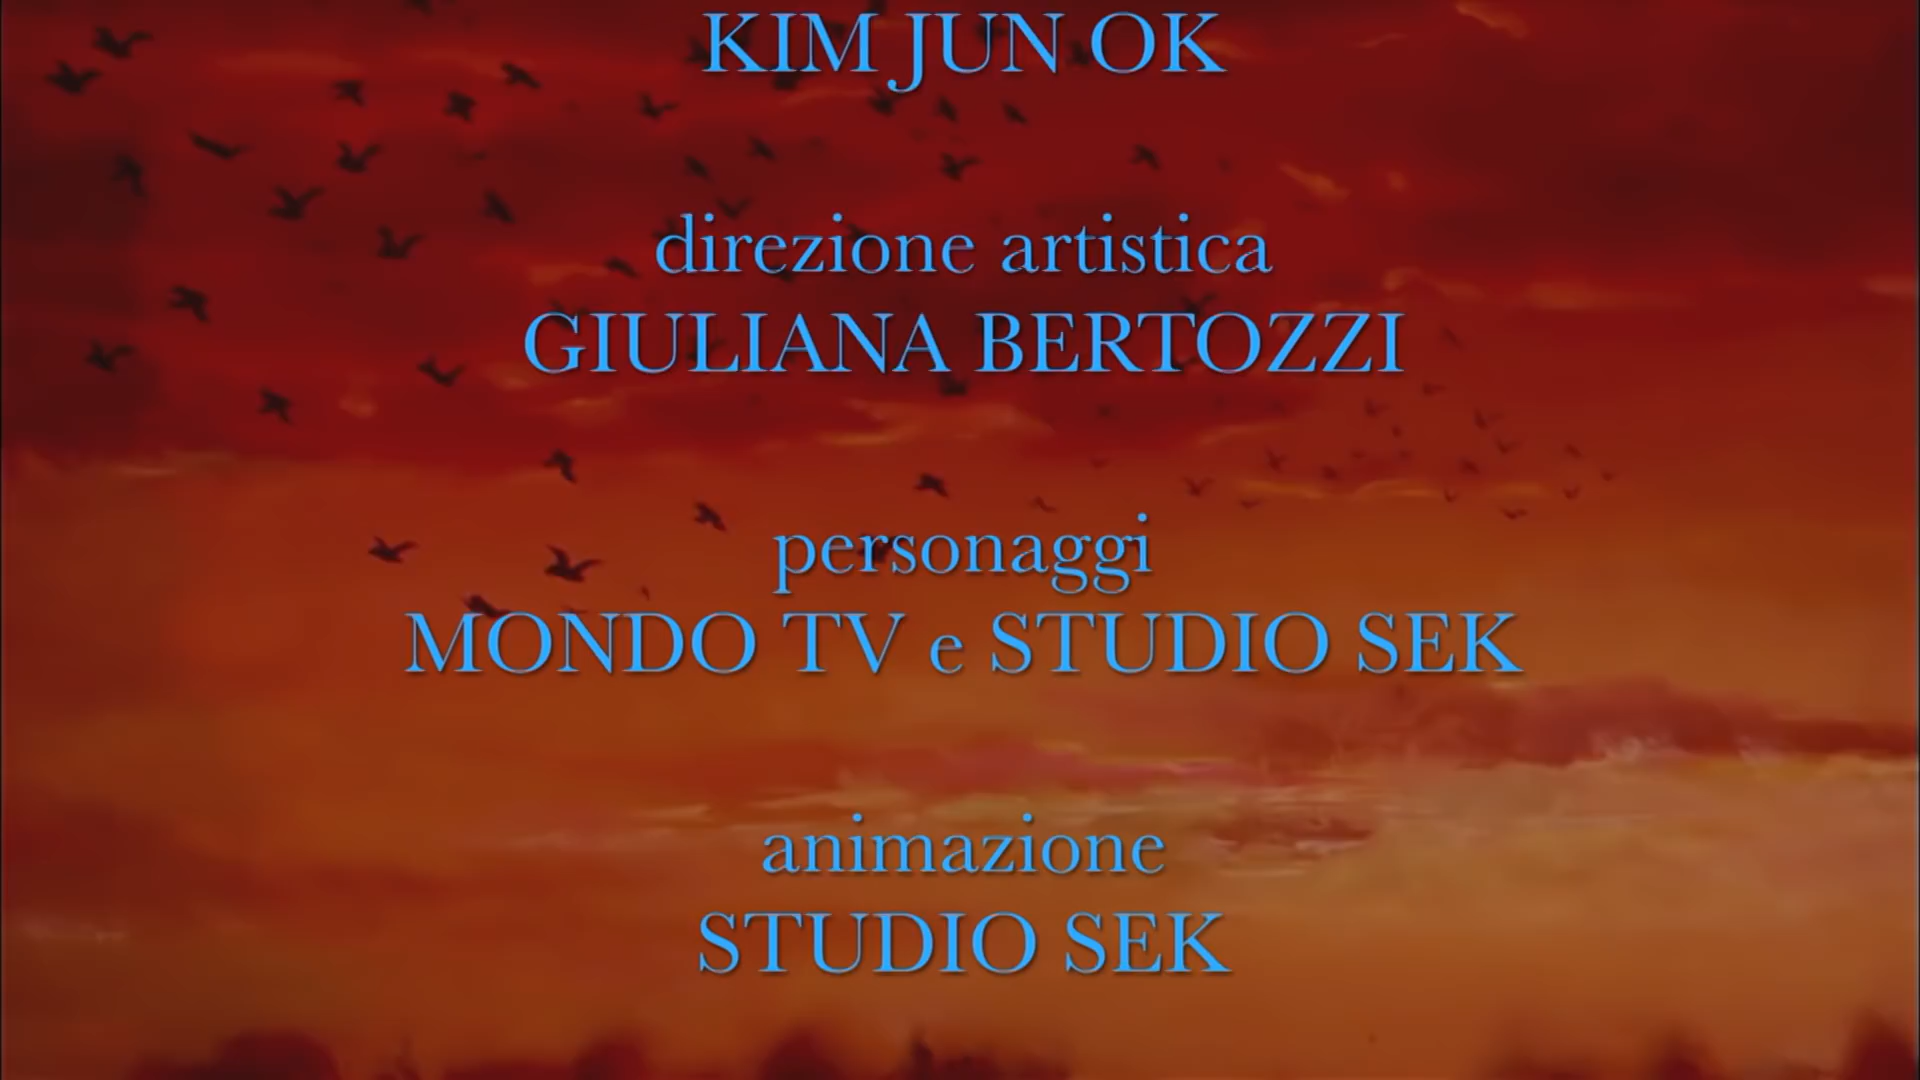 KIM JUN OK
direzione artistica
GIULIANA BERTOZZI
personaggi
MONDO TV e STUDIO SEK
animazione
STUDIO SEK